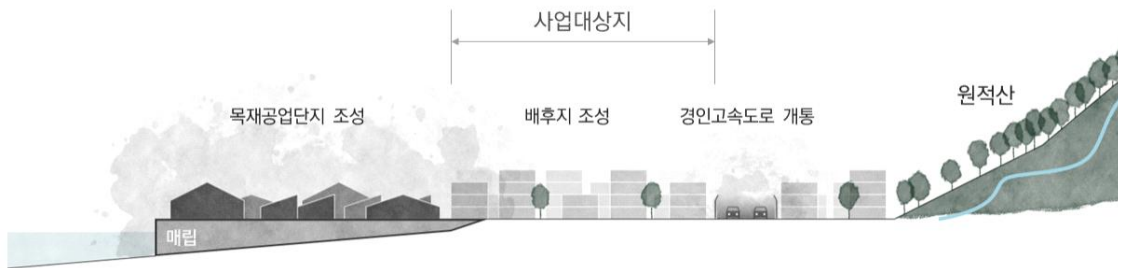 사업대상지
목재공업단지 조성
배후지 조성
경인고속도로 개통
원적산
매립